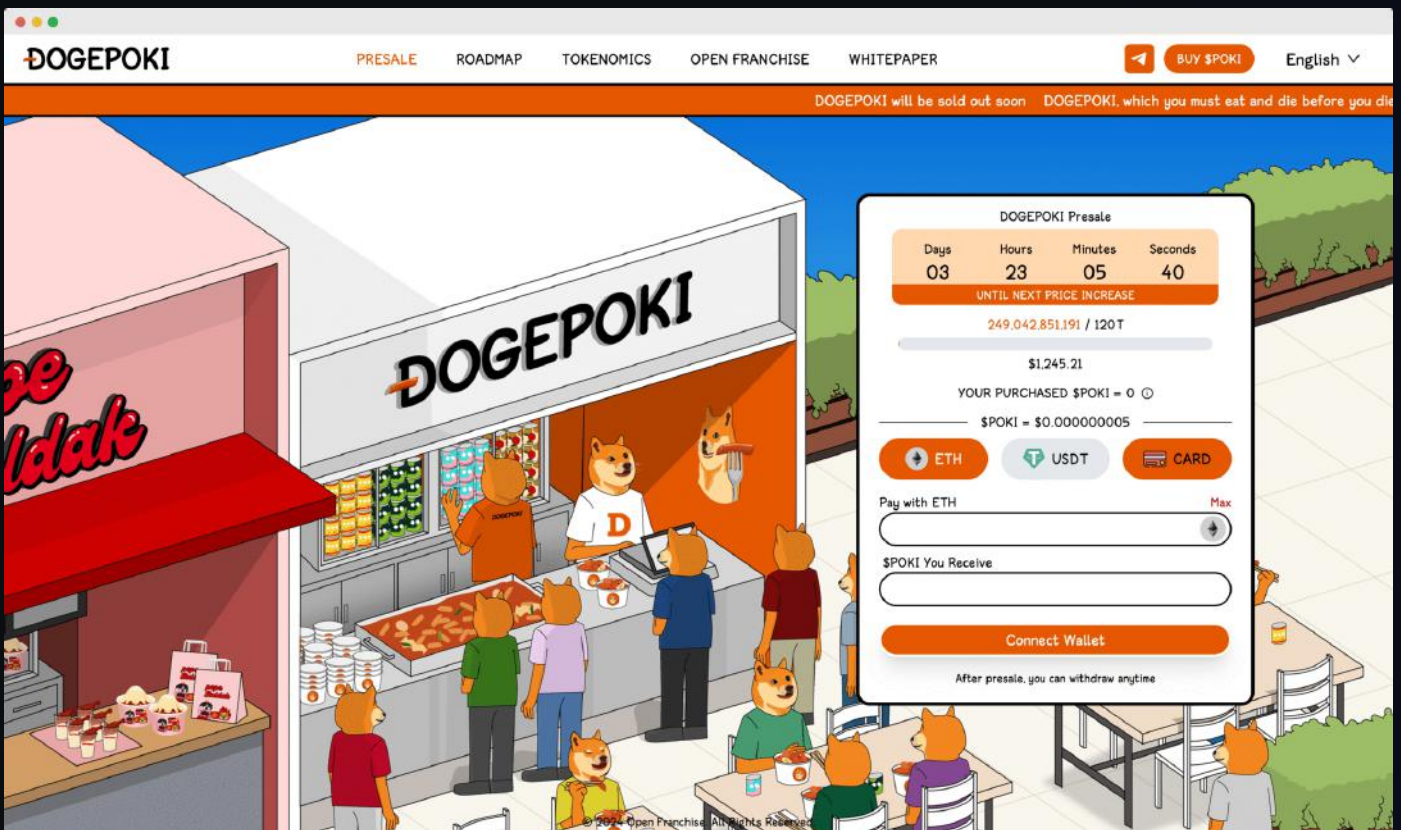 DOGEPOKI
PRESALE
ROADMAP
TOKENOMICS
OPEN FRANCHISE
WHITEPAPER
BUY $POKI
English
DOGEPOKI will be sold out soon DOGEPOKI, which you must eat and die before you die
DOGEPOKI
DOGEPOKI
D
DOGEPOKI Presale
Days Hours Minutes Seconds
03 23 05 40
UNTIL NEXT PRICE INCREASE
249,042,851,191 / 120T
$1,245.21
YOUR PURCHASED $POKI = 0
$POKI = $0.000000005
ETH
USDT
CARD
Pay with ETH
Max
$POKI You Receive
Connect Wallet
After presale, you can withdraw anytime
© 2024 Open Franchise. All Rights Reserved